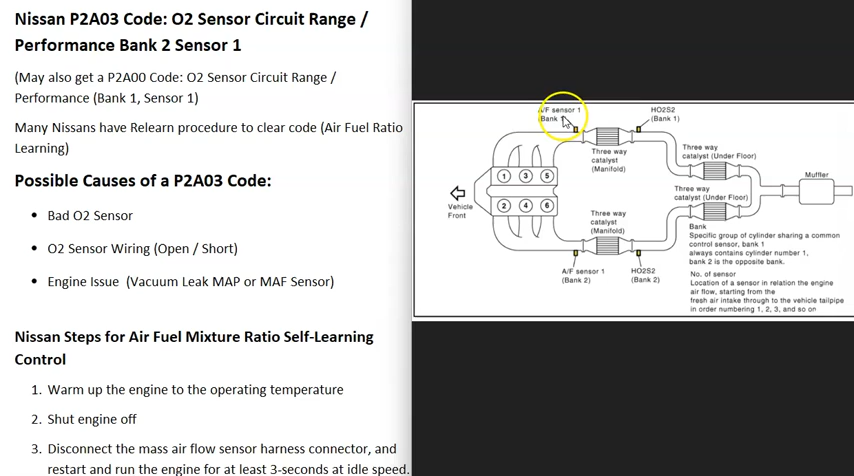 Nissan P2A03 Code: O2 Sensor Circuit Range /
Performance Bank 2 Sensor 1
(May also get a P2A00 Code: O2 Sensor Circuit Range /
Performance (Bank 1, Sensor 1)
Many Nissans have Relearn procedure to clear code (Air Fuel Ratio
Learning)
Possible Causes of a P2A03 Code:
• Bad O2 Sensor
• O2 Sensor Wiring (Open / Short)
• Engine Issue (Vacuum Leak MAP or MAF Sensor)
Nissan Steps for Air Fuel Mixture Ratio Self-Learning
Control
1. Warm up the engine to the operating temperature
2. Shut engine off
3. Disconnect the mass air flow sensor harness connector, and
restart and run the engine for at least 3-seconds at idle speed.
A/F sensor 1
(Bank 1)
HO2S2
(Bank 1)
Three way
catalyst
(Manifold)
Three way
catalyst (Under Floor)
Muffler
1 3 5
2 4 6
Vehicle
Front
Three way
catalyst (Under Floor)
Three way
catalyst
(Manifold)
A/F sensor 1
(Bank 2)
HO2S2
(Bank 2)
Bank
Specific group of cylinder sharing a common
control sensor, bank 1
always contains cylinder number 1,
bank 2 is the opposite bank.
No. of sensor
Location of a sensor in relation the engine
air flow, starting from the
fresh air intake through to the vehicle tailpipe
in order numbering 1, 2, 3, and so on